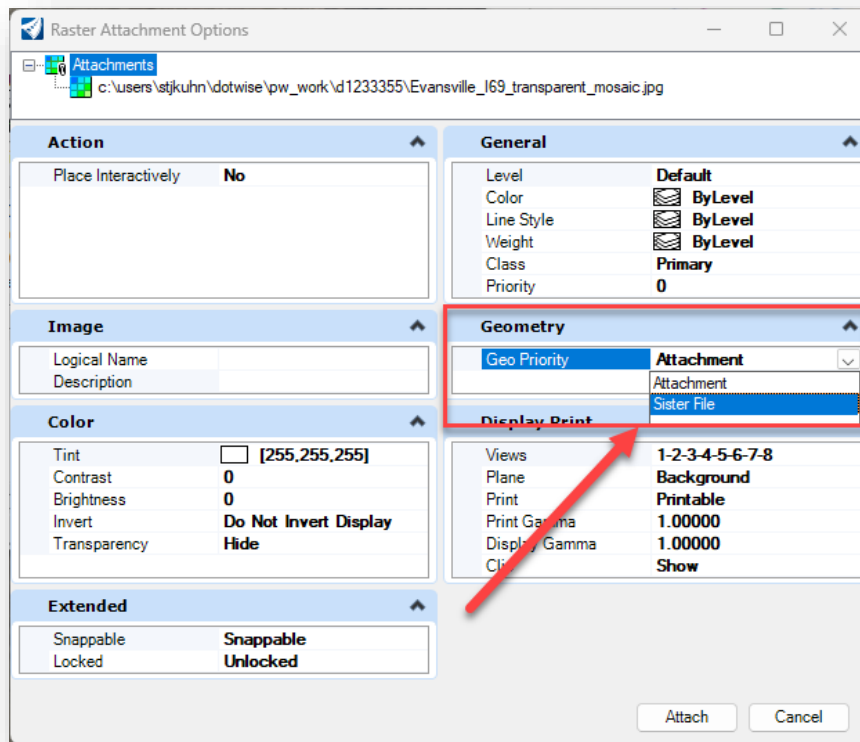 Raster Attachment Options
Attachments
c:\users\stjkuhn\dotwise\pw_work\d1233355\Evansville_I69_transparent_mosaic.jpg
Action
Place Interactively No
General
Level Default
Color ByLevel
Line Style ByLevel
Weight ByLevel
Class Primary
Priority 0
Image
Logical Name
Description
Geometry
Geo Priority Attachment
Attachment
Sister File
Color
Tint [255,255,255]
Contrast 0
Brightness 0
Invert Do Not Invert Display
Transparency Hide
Display Print
Views 1-2-3-4-5-6-7-8
Plane Background
Print Printable
Print Gamma 1.00000
Display Gamma 1.00000
Show
Extended
Snappable Snappable
Locked Unlocked
Attach Cancel